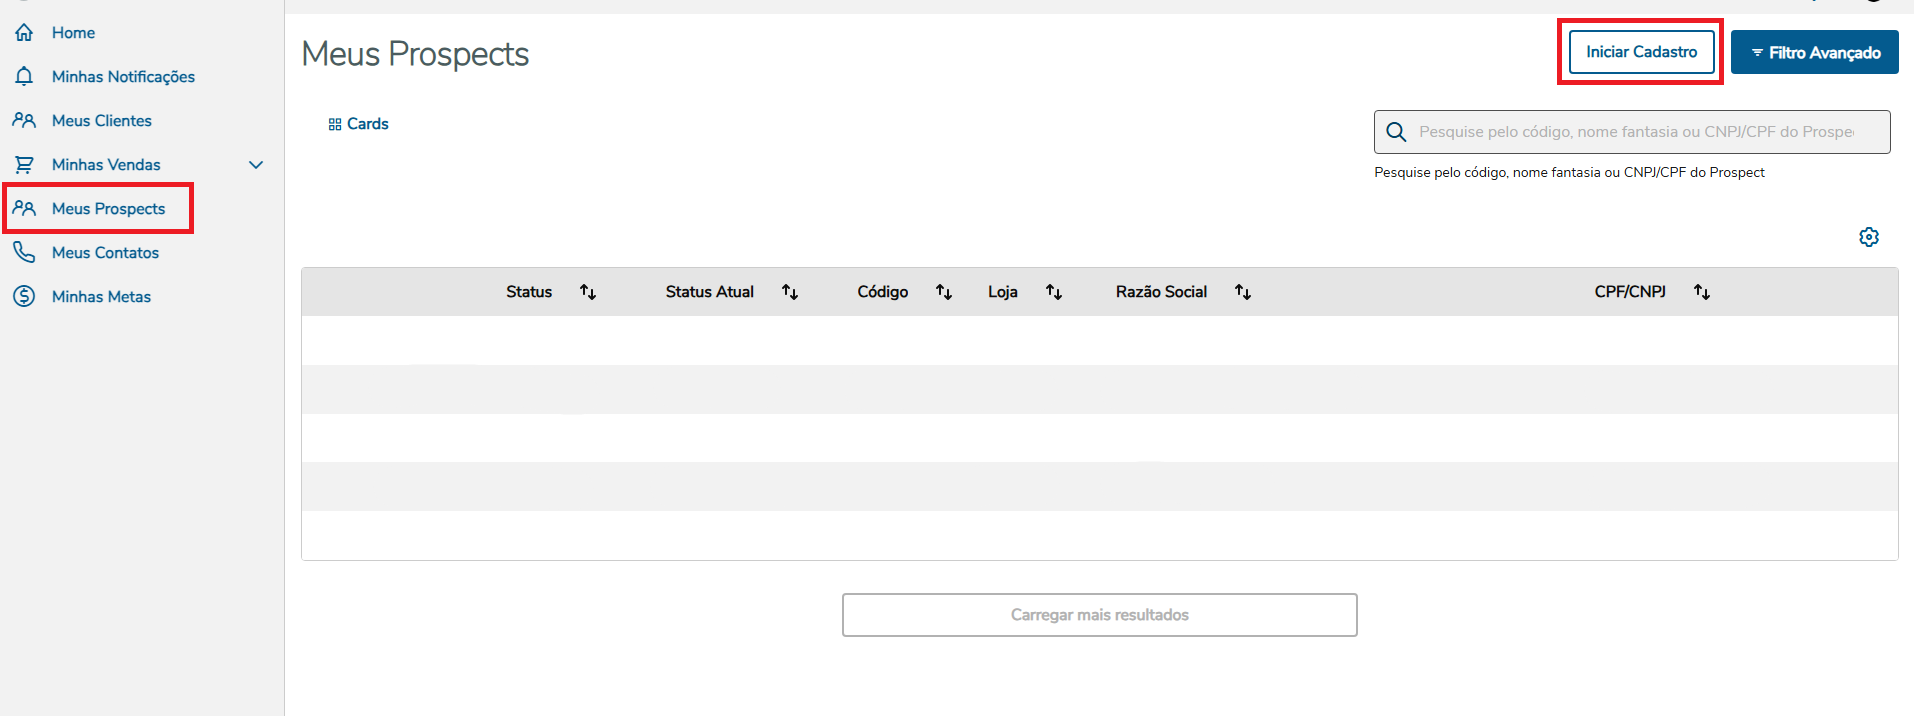 Home
Minhas Notificações
Meus Clientes
Minhas Vendas
Meus Prospects
Meus Contatos
Minhas Metas
Meus Prospects
Iniciar Cadastro
Filtro Avançado
Cards
Pesquise pelo código, nome fantasia ou CNPJ/CPF do Prospe
Pesquise pelo código, nome fantasia ou CNPJ/CPF do Prospect
Status Status Atual Código Loja Razão Social CPF/CNPJ
Carregar mais resultados